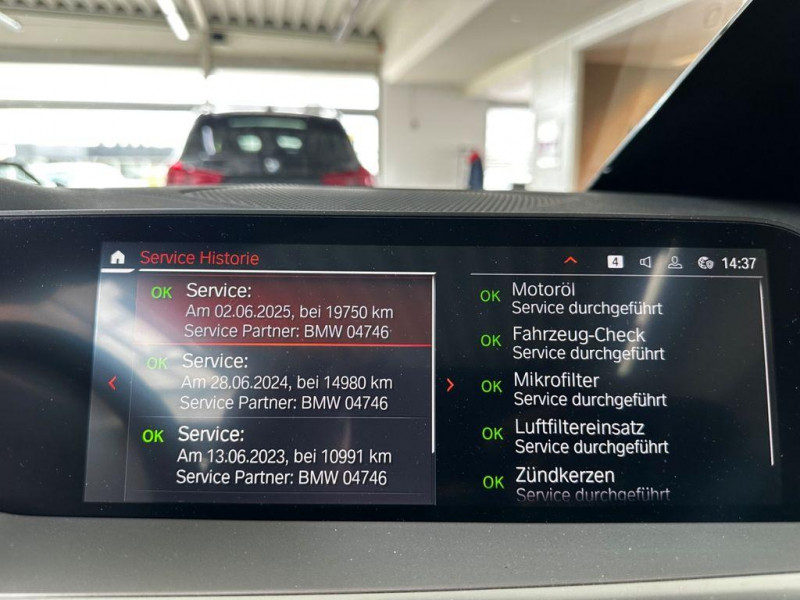 Service Historie
4
14:37
OK Service:
Am 02.06.2025, bei 19750 km
Service Partner: BMW 04746
OK Service:
Am 28.06.2024, bei 14980 km
Service Partner: BMW 04746
OK Service:
Am 13.06.2023, bei 10991 km
Service Partner: BMW 04746
OK Motoröl
Service durchgeführt
OK Fahrzeug-Check
Service durchgeführt
OK Mikrofilter
Service durchgeführt
OK Luftfiltereinsatz
Service durchgeführt
OK Zündkerzen
Service durchgeführt